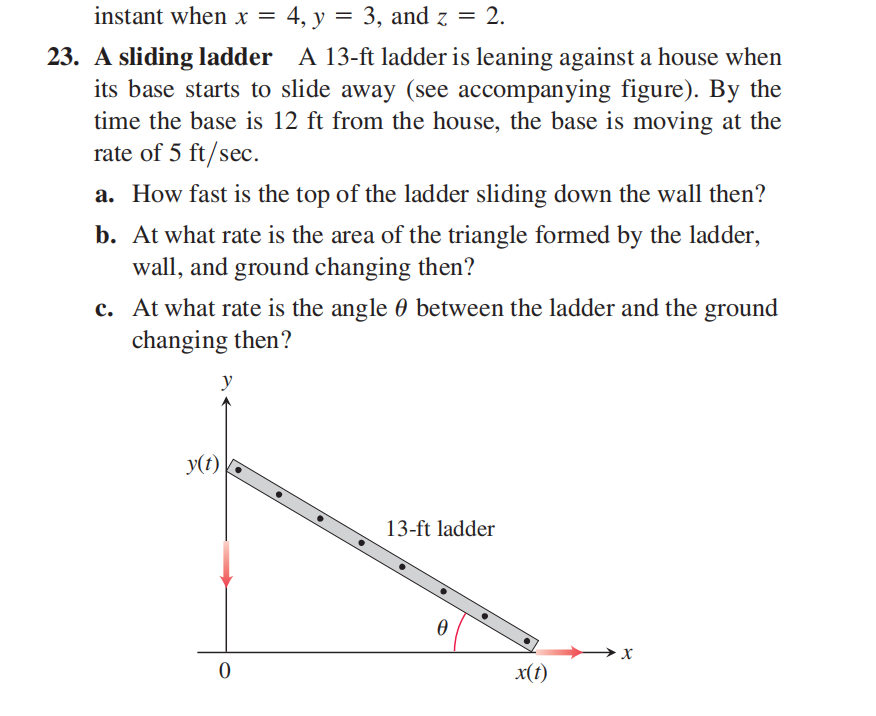 instant when x = 4, y = 3, and z = 2.
23. A sliding ladder A 13-ft ladder is leaning against a house when
its base starts to slide away (see accompanying figure). By the
time the base is 12 ft from the house, the base is moving at the
rate of 5 ft/sec.
a. How fast is the top of the ladder sliding down the wall then?
b. At what rate is the area of the triangle formed by the ladder,
wall, and ground changing then?
c. At what rate is the angle θ between the ladder and the ground
changing then?
y
y(t)
13-ft ladder
θ
x
0
x(t)